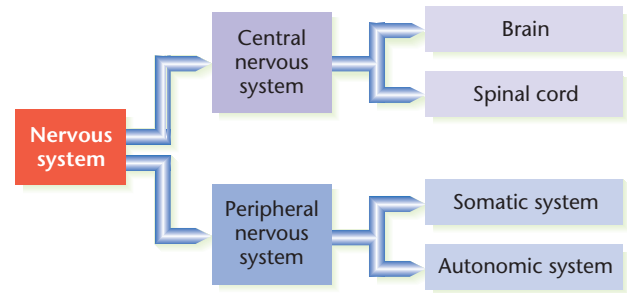 Nervous
system
Central
nervous
system
Brain
Spinal cord
Peripheral
nervous
system
Somatic system
Autonomic system